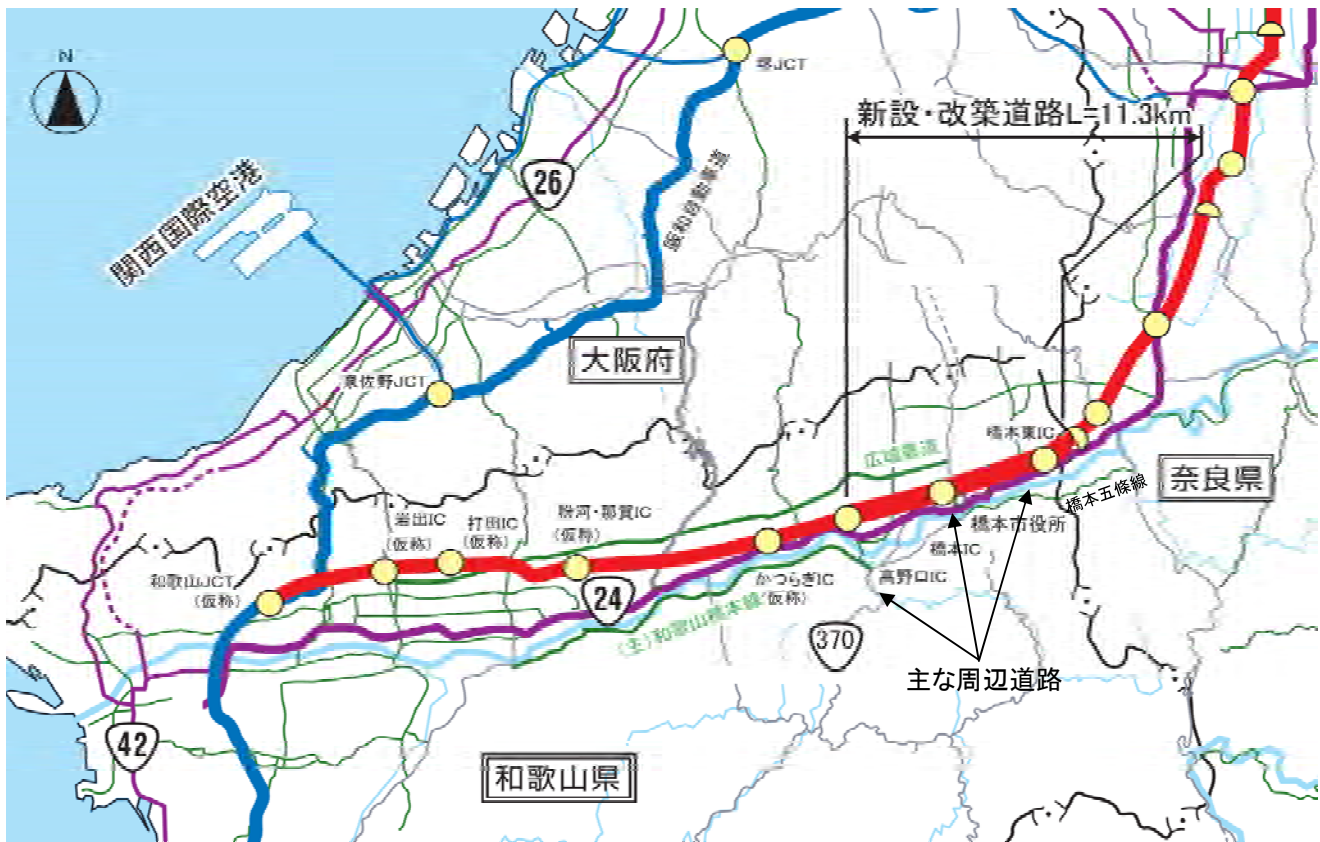 N
堺JCT
新設・改築道路L=11.3km
26
阪和自動車道
関西国際空港
大阪府
泉佐野JCT
広域農道
橋本東IC
奈良県
橋本五條線
橋本市役所
橋本IC
岩出IC
(仮称)
打田IC
(仮称)
粉河・那賀IC
(仮称)
和歌山JCT
(仮称)
24
かつらぎIC
(仮称)
高野口IC
(主)和歌山橋本線
370
主な周辺道路
42
和歌山県